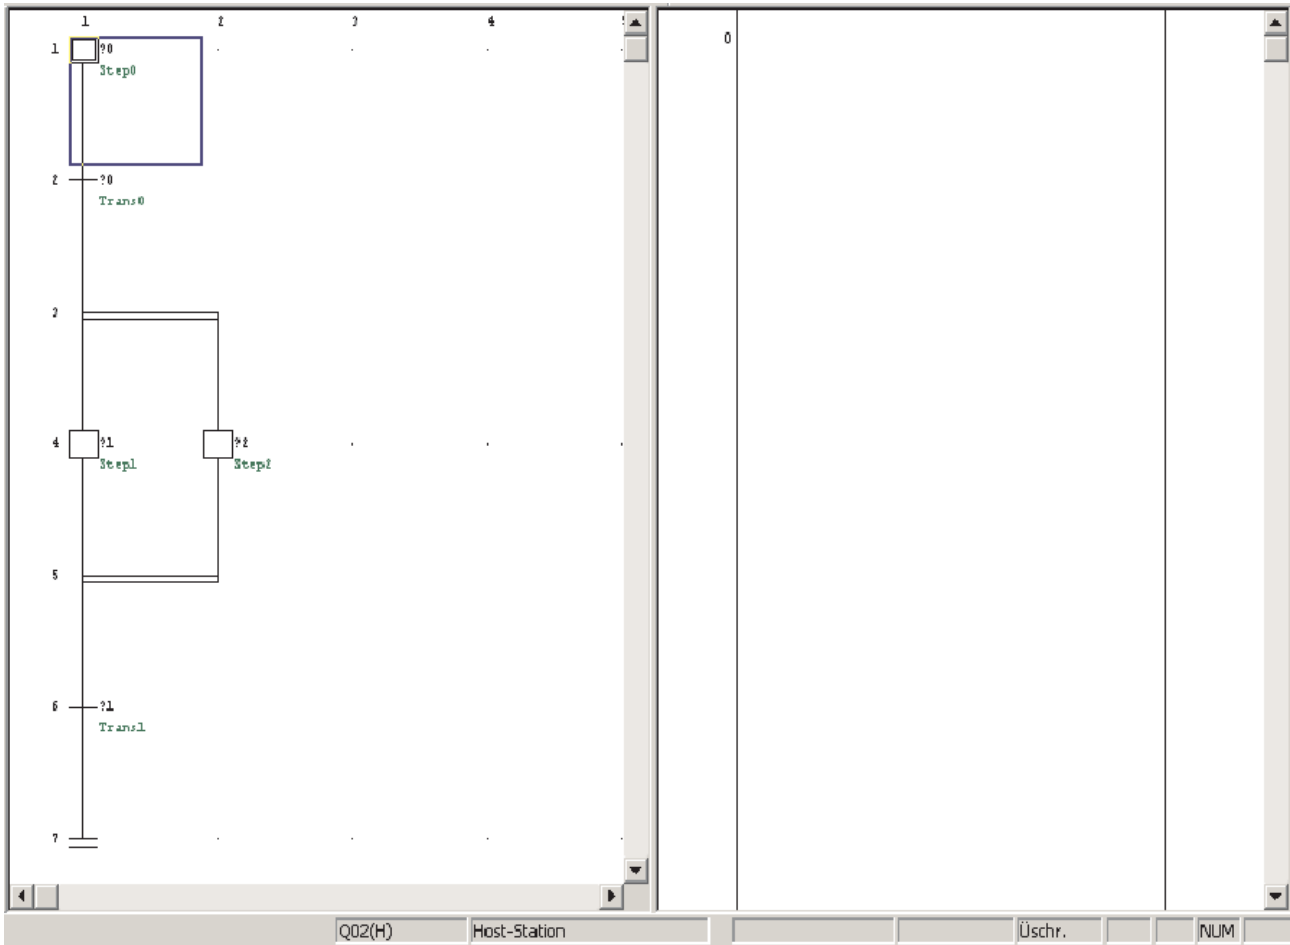 1 2 3 4 5
1 ?0
Step0
2 ?0
Trans0
3
4 ?1 ?2
Step1 Step2
5
6 ?1
Trans1
7
0
Q02(H) Host-Station Üschr. NUM